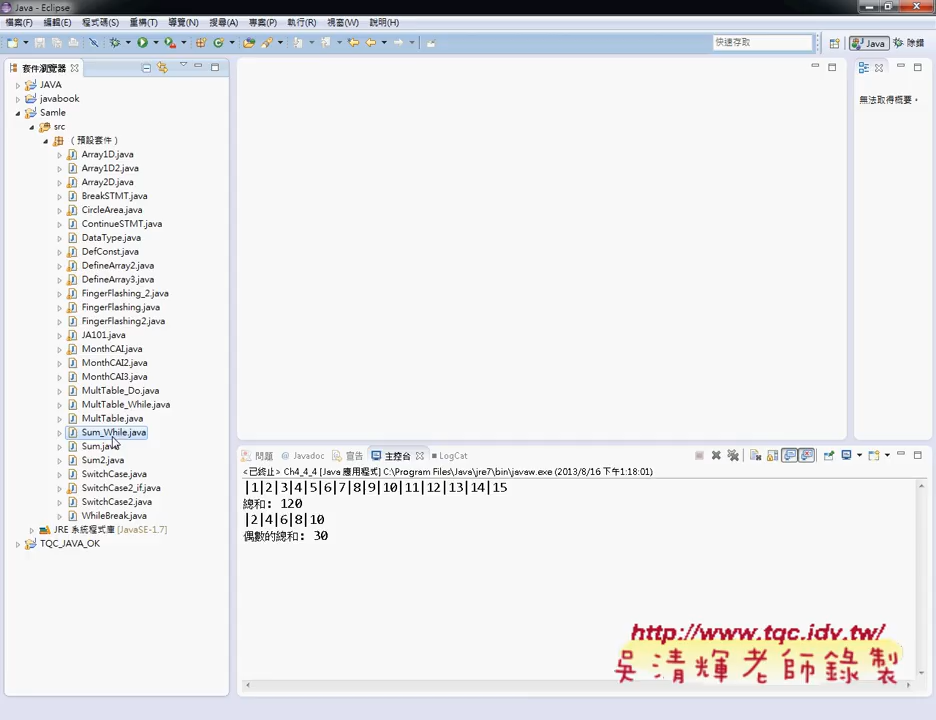 Java - Eclipse
檔案(F) 編輯(E) 程式碼(S) 重構(T) 導覽(N) 搜尋(A) 專案(P) 執行(R) 視窗(W) 說明(H)
快速存取
Java
除錯
套件瀏覽器
JAVA
javabook
Samle
src
（預設套件）
Array1D.java
Array1D2.java
Array2D.java
BreakSTMT.java
CircleArea.java
ContinueSTMT.java
DataType.java
DefConst.java
DefineArray2.java
DefineArray3.java
FingerFlashing_2.java
FingerFlashing.java
FingerFlashing2.java
JA101.java
MonthCAI.java
MonthCAI2.java
MonthCAI3.java
MultTable_Do.java
MultTable_While.java
MultTable.java
Sum_While.java
Sum.java
Sum2.java
SwitchCase.java
SwitchCase2_if.java
SwitchCase2.java
WhileBreak.java
JRE 系統程式庫 [JavaSE-1.7]
TQC_JAVA_OK
無法取得概要。
問題 @ Javadoc 宣告 主控台 LogCat
<已終止> Ch4_4_4 [Java 應用程式] C:\Program Files\Java\jre7\bin\javaw.exe (2013/8/16 下午1:18:01)
|1|2|3|4|5|6|7|8|9|10|11|12|13|14|15
總和: 120
|2|4|6|8|10
偶數的總和: 30
http://www.tqc.idv.tw/
吳清輝老師錄製